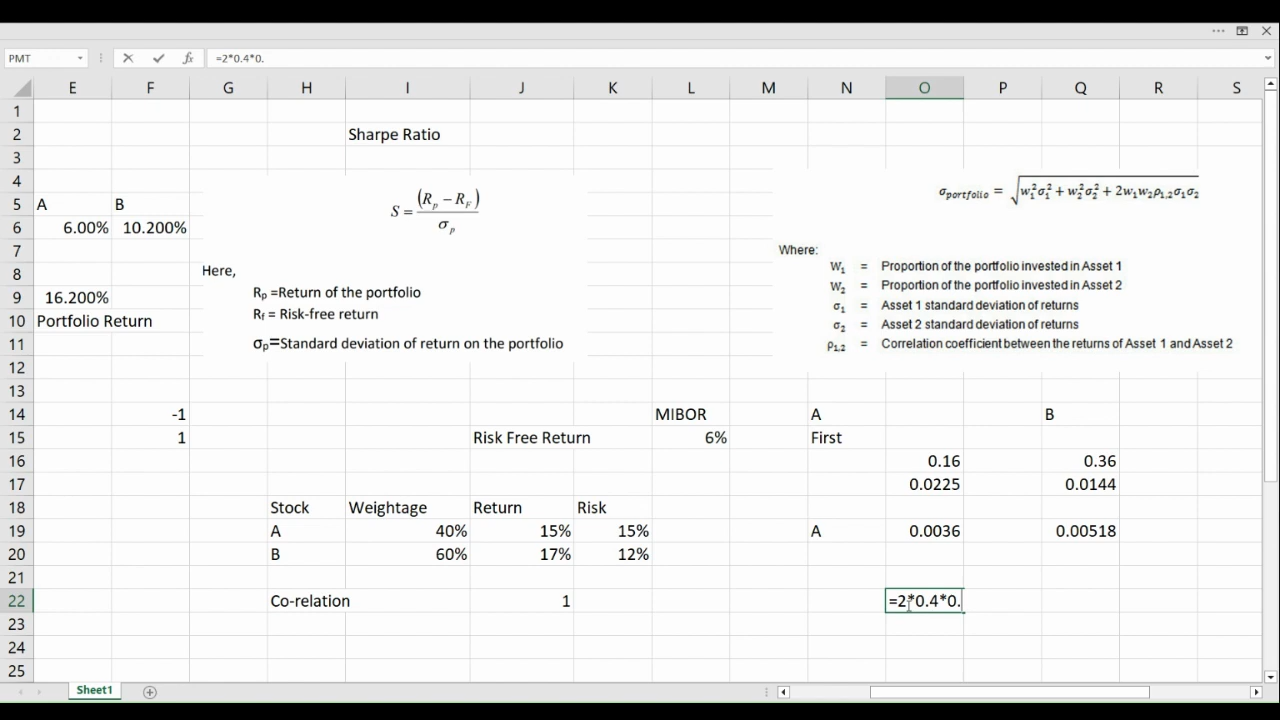 PMT =2*0.4*0.
E F G H I J K L M N O P Q R S
1
2 Sharpe Ratio
3
4 σportfolio = √w₁²σ₁² + w₂²σ₂² + 2w₁w₂ρ₁,₂σ₁σ₂
5 A B S = (Rp − RF) / σp
6 6.00% 10.200%
7 Where:
8 Here, W₁ = Proportion of the portfolio invested in Asset 1
9 16.200% Rp =Return of the portfolio W₂ = Proportion of the portfolio invested in Asset 2
10 Portfolio Return Rf = Risk-free return σ₁ = Asset 1 standard deviation of returns
σ₂ = Asset 2 standard deviation of returns
11 σp=Standard deviation of return on the portfolio ρ₁,₂ = Correlation coefficient between the returns of Asset 1 and Asset 2
12
13
14 -1 MIBOR A B
15 1 Risk Free Return 6% First
16 0.16 0.36
17 0.0225 0.0144
18 Stock Weightage Return Risk
19 A 40% 15% 15% A 0.0036 0.00518
20 B 60% 17% 12%
21
22 Co-relation 1 =2*0.4*0.
23
24
25
Sheet1